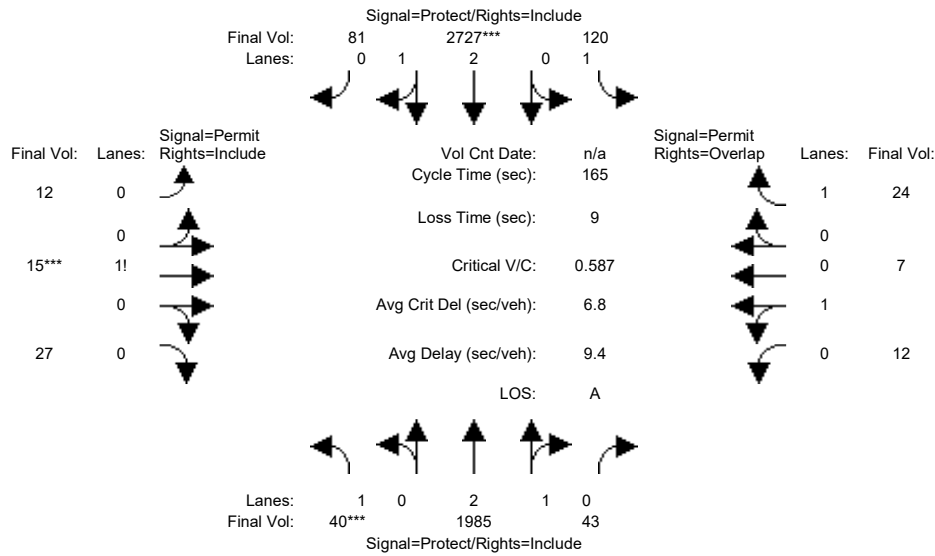 Signal=Protect/Rights=Include
Final Vol: 81 2727*** 120
Lanes: 0 1 2 0 1
Signal=Permit
Final Vol: Lanes: Rights=Include
Vol Cnt Date: n/a
Signal=Permit
Rights=Overlap Lanes: Final Vol:
Cycle Time (sec): 165
12 0
1 24
Loss Time (sec): 9
0
0
15*** 1!
Critical V/C: 0.587
0 7
0
Avg Crit Del (sec/veh): 6.8
1
27 0
Avg Delay (sec/veh): 9.4
0 12
LOS: A
Lanes: 1 0 2 1 0
Final Vol: 40*** 1985 43
Signal=Protect/Rights=Include